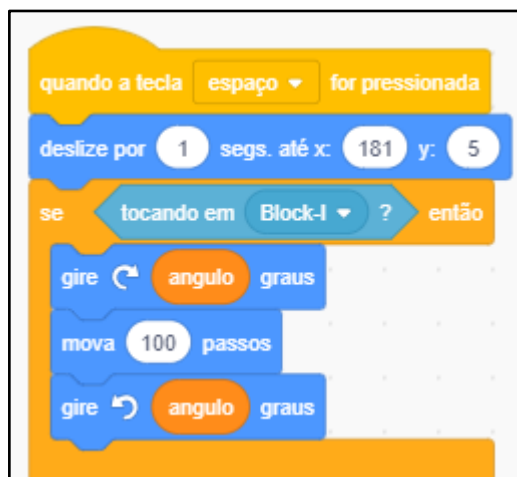 quando a tecla espaço for pressionada
deslize por 1 segs. até x: 181 y: 5
se tocando em Block-I ? então
gire angulo graus
mova 100 passos
gire angulo graus